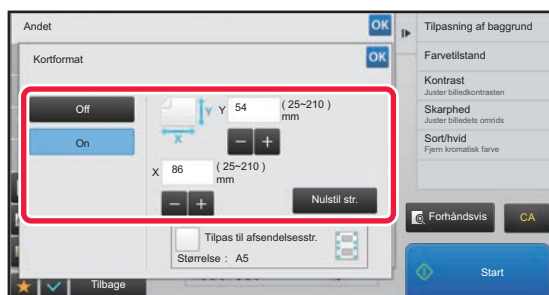 Andet
OK
Kortformat
OK
Off
On
Y
Y
54
( 25~210 )
mm
X
X
86
( 25~210 )
mm
Nulstil str.
Tilpas til afsendelsesstr.
Størrelse : A5
Tilbage
Tilpasning af baggrund
Farvetilstand
Kontrast
Juster billedkontrasten
Skarphed
Juster billedets omrids
Sort/hvid
Fjern kromatisk farve
Forhåndsvis
CA
Start